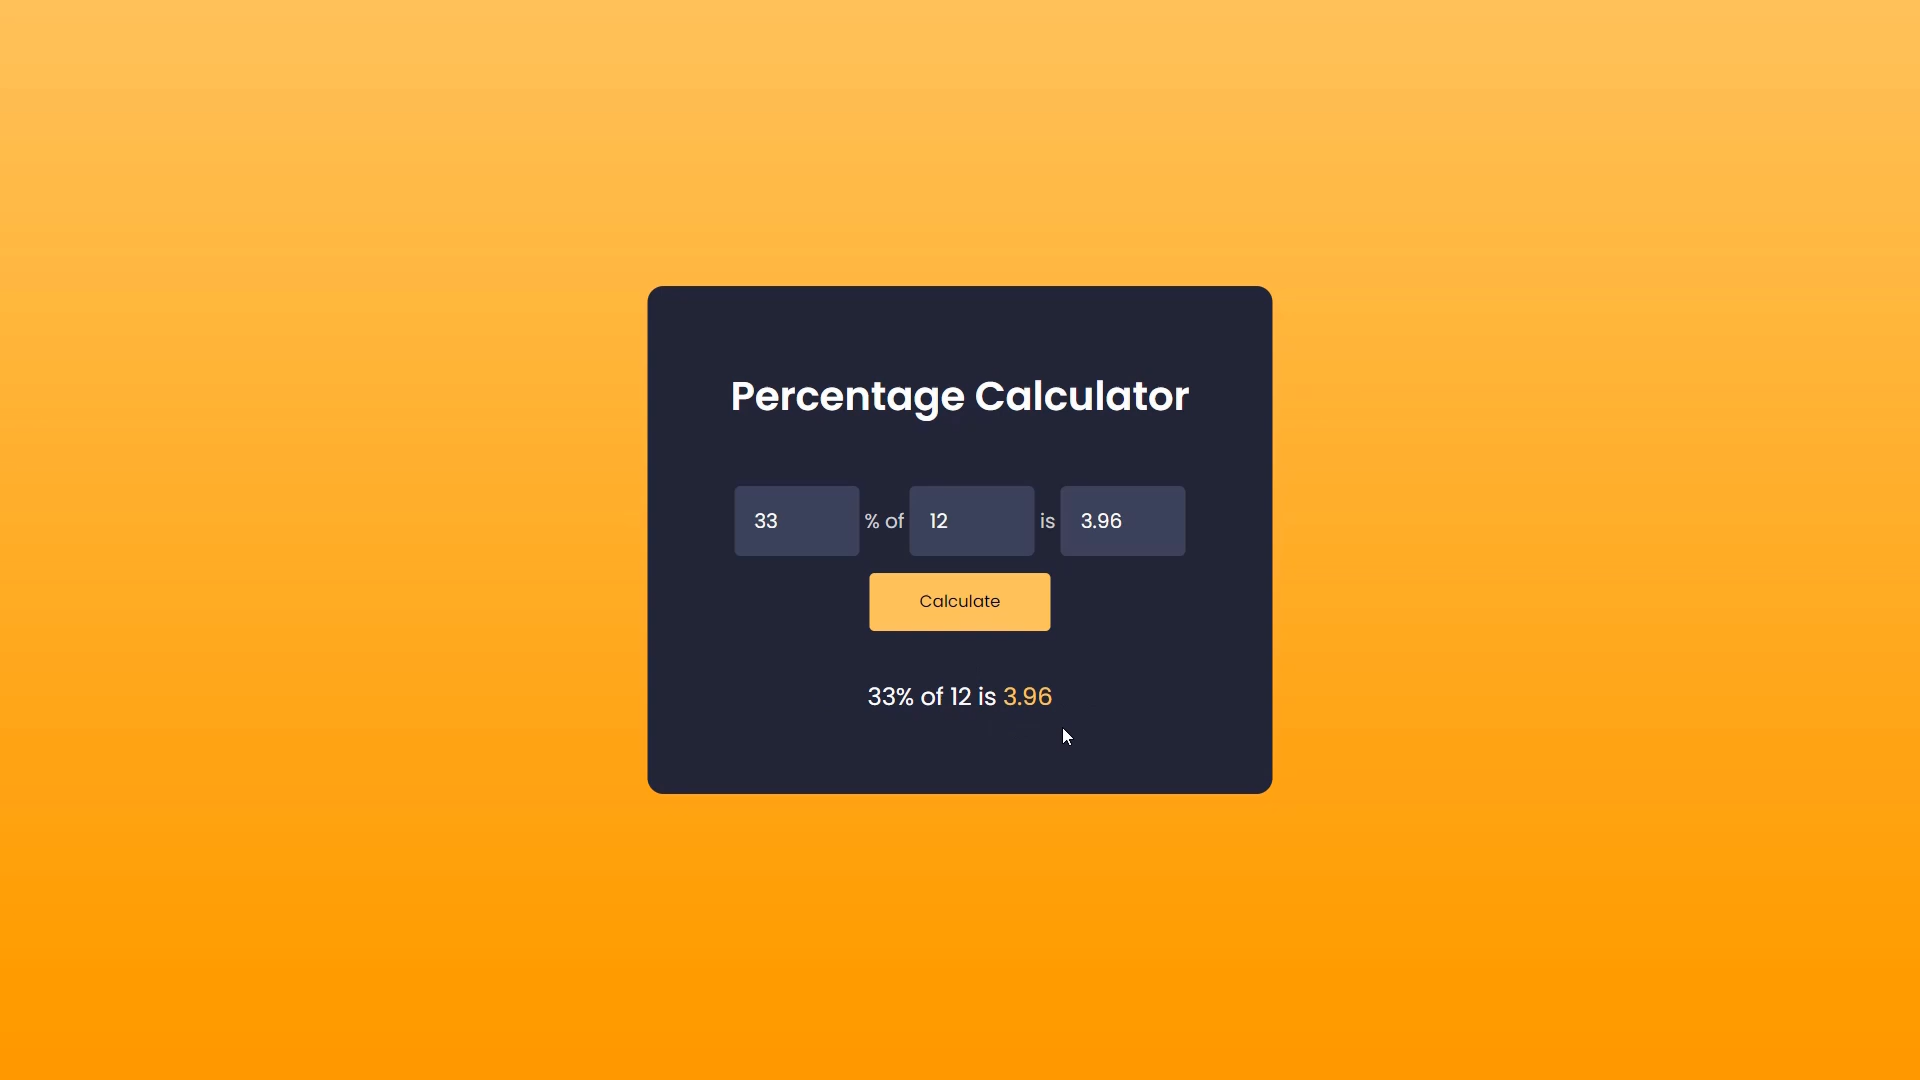 Percentage Calculator
33 % of 12 is 3.96
Calculate
33% of 12 is 3.96